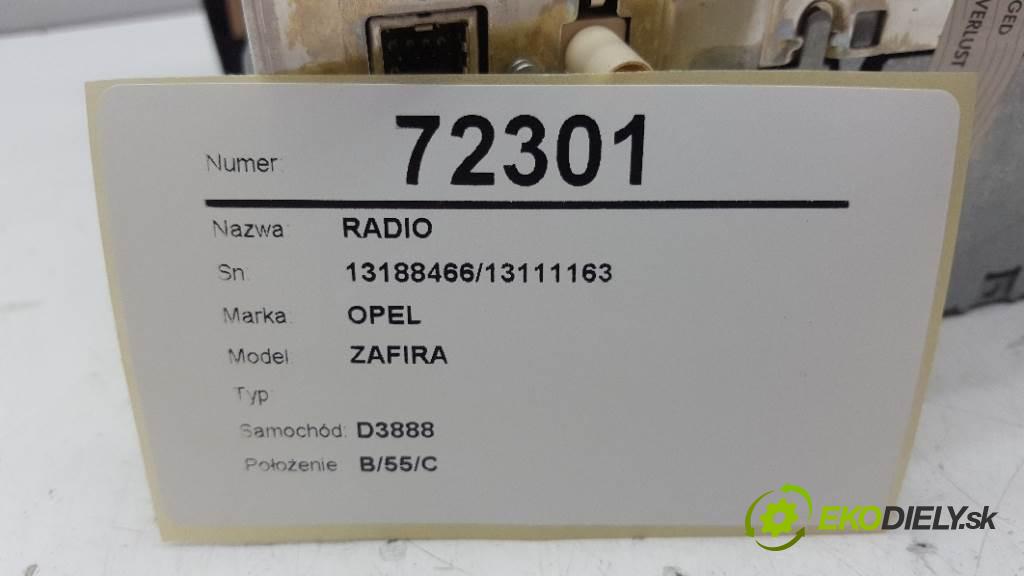 GED
VERLUST
Numer: 72301
Nazwa: RADIO
Sn. 13188466/13111163
Marka: OPEL
Model ZAFIRA
Typ
Samochód: D3888
Położenie B/55/C
EKODIELY.sk